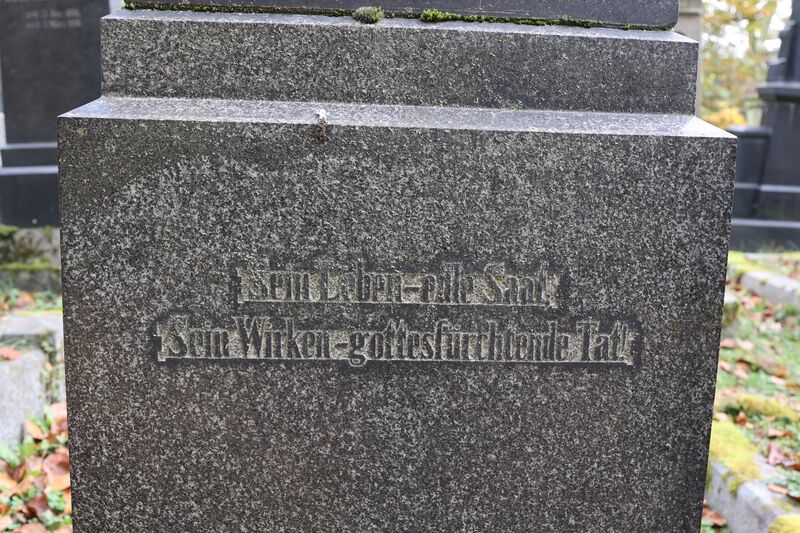 Sein Leben - edle Saat,
Sein Wirken - gottesfürchtende Tat!